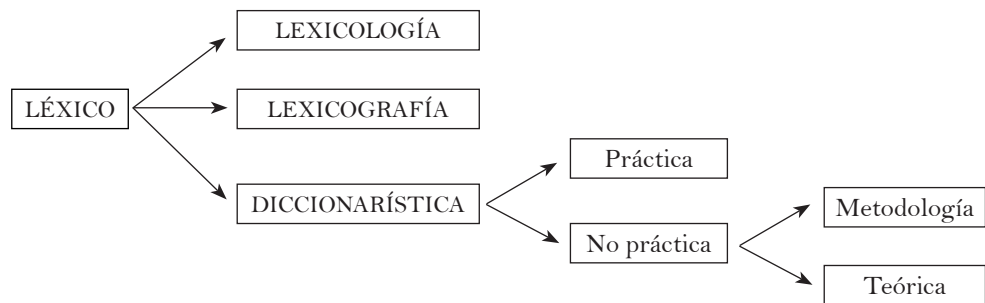 LEXICOLOGÍA
LÉXICO
LEXICOGRAFÍA
Práctica
DICCIONARÍSTICA
Metodología
No práctica
Teórica